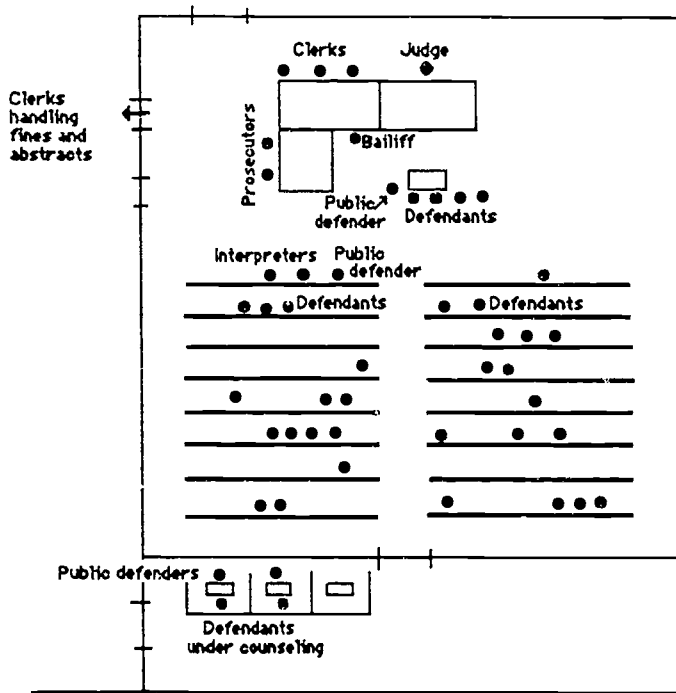 Clerks
Judge
Clerks
handling
fines and
abstracts
Prosecutors
Bailiff
Public
defender
Defendants
Interpreters
Public
defender
Defendants
Defendants
Public defenders
Defendants
under counseling